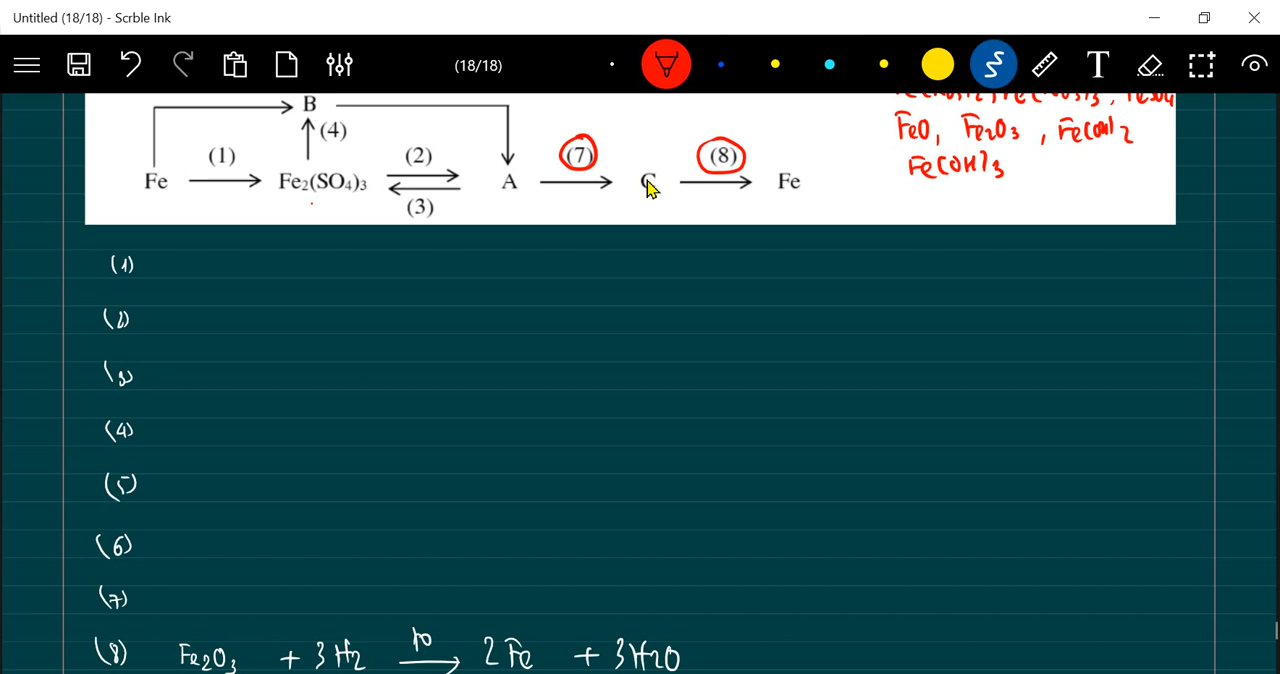 Untitled (18/18) - Scrble Ink
(18/18)
T
FeSO4
B
(4)
FeO, Fe2O3, Fe(OH)2
(1)
(2)
(7)
(8)
Fe(OH)3
Fe
Fe2(SO4)3
A
C
Fe
(3)
(1)
(2)
(3)
(4)
(5)
(6)
(7)
(8) Fe2O3 + 3H2 to 2Fe + 3H2O